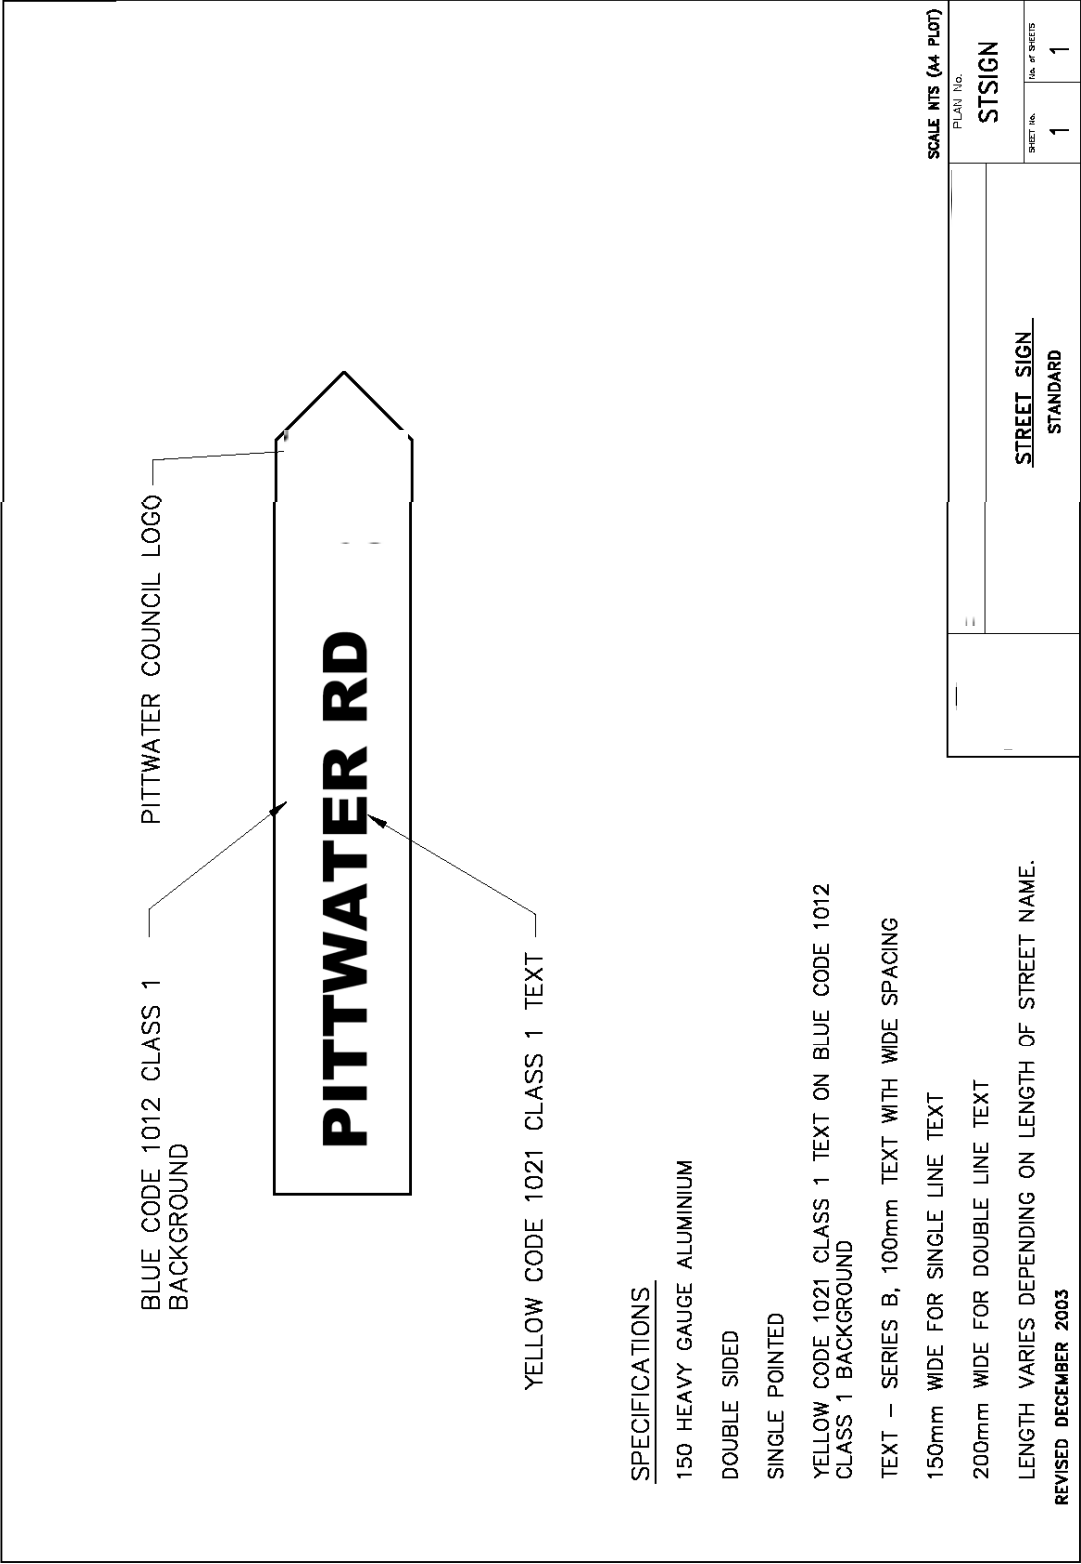 PITTWATER COUNCIL LOGO
BLUE CODE 1012 CLASS 1
BACKGROUND
PITTWATER RD
YELLOW CODE 1021 CLASS 1 TEXT
SPECIFICATIONS
150 HEAVY GAUGE ALUMINIUM
DOUBLE SIDED
SINGLE POINTED
YELLOW CODE 1021 CLASS 1 TEXT ON BLUE CODE 1012
CLASS 1 BACKGROUND
TEXT – SERIES B, 100mm TEXT WITH WIDE SPACING
150mm WIDE FOR SINGLE LINE TEXT
200mm WIDE FOR DOUBLE LINE TEXT
LENGTH VARIES DEPENDING ON LENGTH OF STREET NAME.
REVISED DECEMBER 2003
SCALE NTS (A4 PLOT)
PLAN No.
STSIGN
STREET SIGN
STANDARD
SHEET No.
1
No. of SHEETS
1